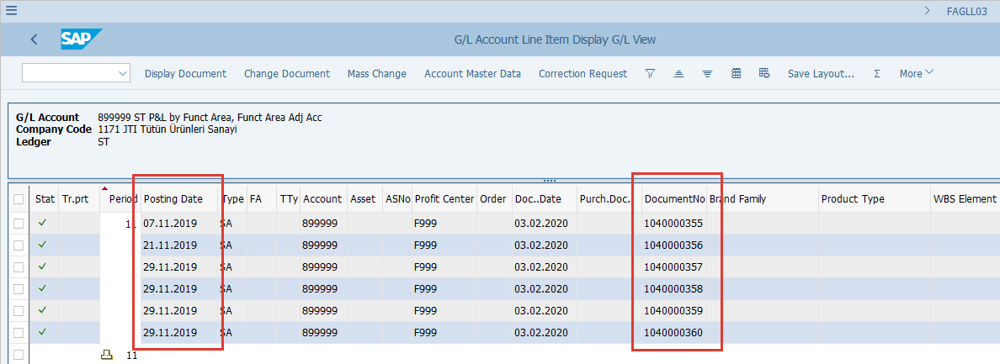 FAGLL03
SAP G/L Account Line Item Display G/L View
Display Document Change Document Mass Change Account Master Data Correction Request Save Layout... Σ More
G/L Account 899999 ST P&L by Funct Area, Funct Area Adj Acc
Company Code 1171 JTI Tütün Ürünleri Sanayi
Ledger ST
Stat Tr.prt Period Posting Date Type FA TTy Account Asset ASNo Profit Center Order Doc..Date Purch.Doc. DocumentNo Brand Family Product Type WBS Element
11 07.11.2019 SA 899999 F999 03.02.2020 1040000355
21.11.2019 SA 899999 F999 03.02.2020 1040000356
29.11.2019 SA 899999 F999 03.02.2020 1040000357
29.11.2019 SA 899999 F999 03.02.2020 1040000358
29.11.2019 SA 899999 F999 03.02.2020 1040000359
29.11.2019 SA 899999 F999 03.02.2020 1040000360
11